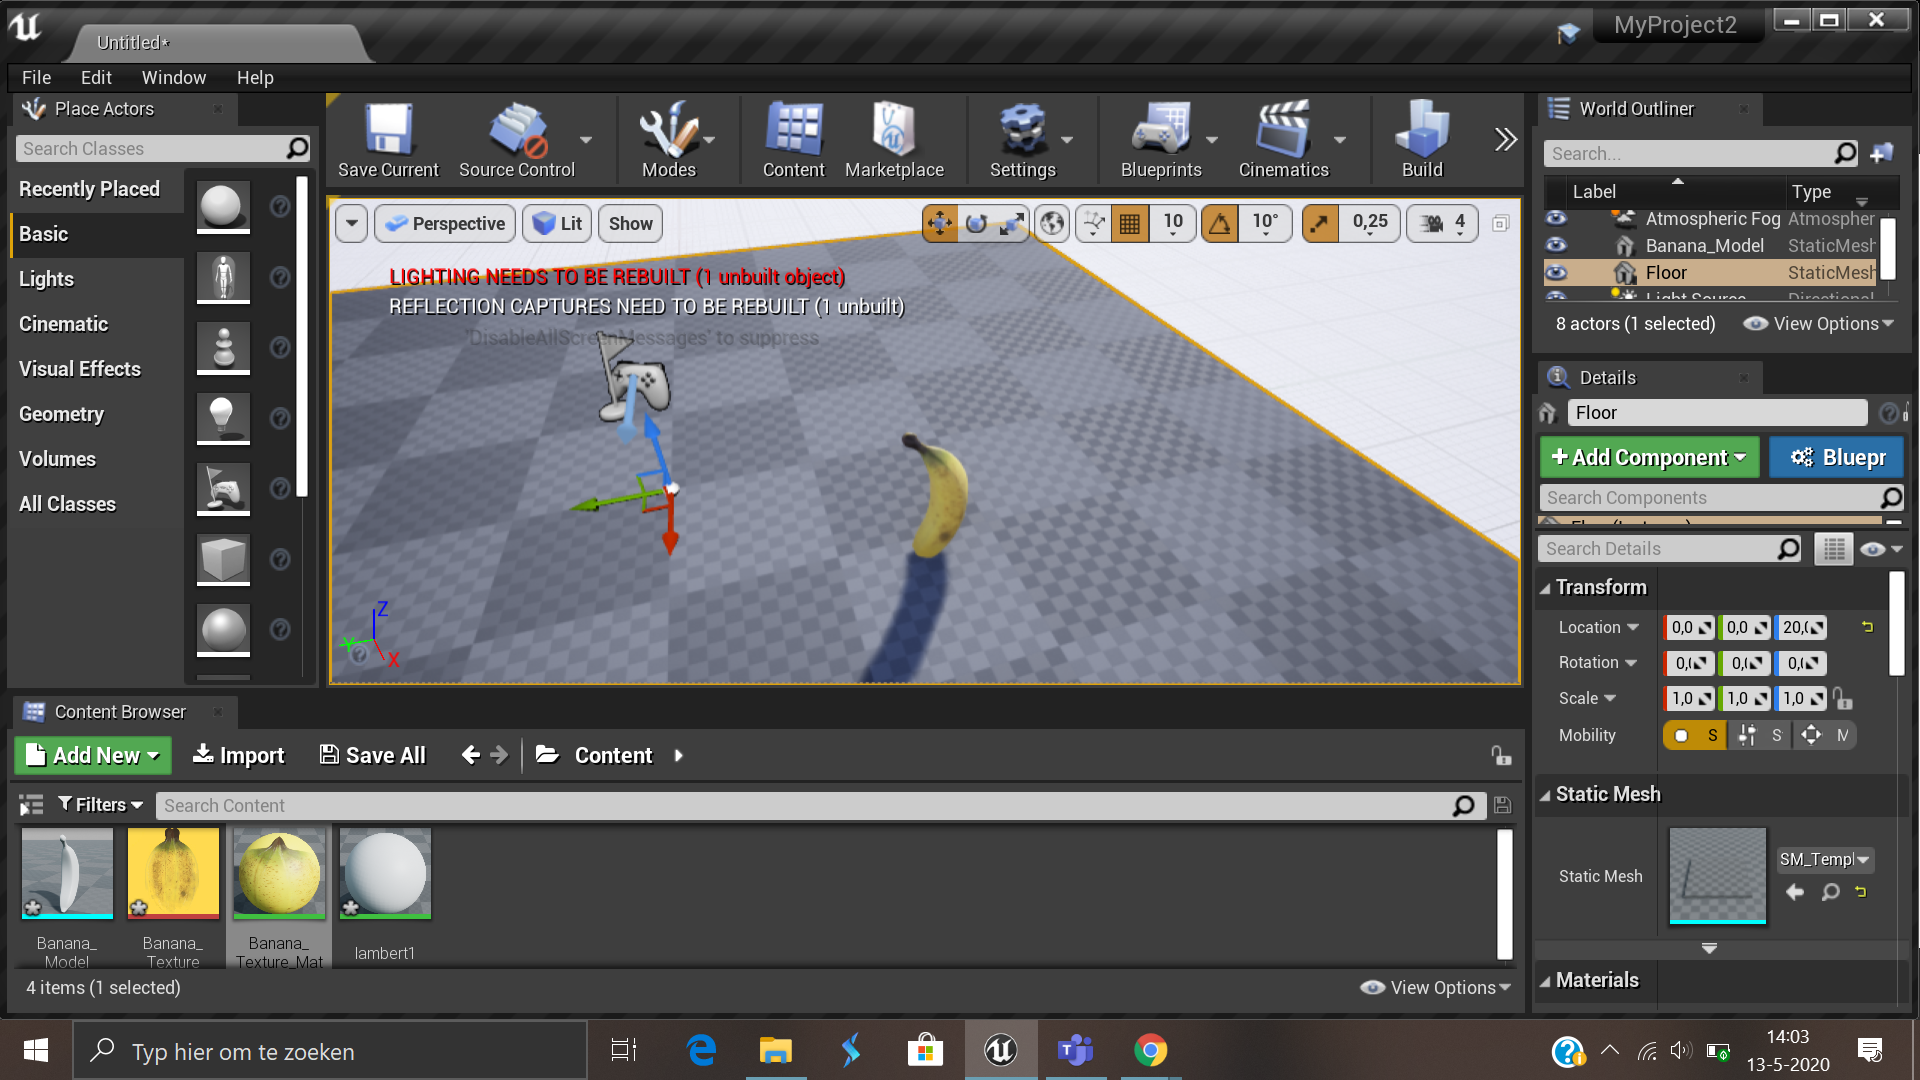 Untitled*
MyProject2
File Edit Window Help
Place Actors
Search Classes
Recently Placed
Basic
Lights
Cinematic
Visual Effects
Geometry
Volumes
All Classes
Save Current
Source Control
Modes
Content
Marketplace
Settings
Blueprints
Cinematics
Build
Perspective
Lit
Show
10
10°
0,25
4
LIGHTING NEEDS TO BE REBUILT (1 unbuilt object)
REFLECTION CAPTURES NEED TO BE REBUILT (1 unbuilt)
'DisableAllScreenMessages' to suppress
Z
Y
X
World Outliner
Search...
Label Type
Atmospheric Fog Atmospher
Banana_Model StaticMesh
Floor StaticMesh
Light Source Directional
8 actors (1 selected)
View Options
Details
Floor
+Add Component
Bluepr
Search Components
Search Details
Transform
Location 0,0 0,0 20,0
Rotation 0,0 0,0 0,0
Scale 1,0 1,0 1,0
Mobility S S M
Static Mesh
Static Mesh
SM_Templ
Materials
Content Browser
Add New
Import
Save All
Content
Filters
Search Content
Banana_
Model
Banana_
Texture
Banana_
Texture_Mat
lambert1
4 items (1 selected)
View Options
Typ hier om te zoeken
14:03
13-5-2020